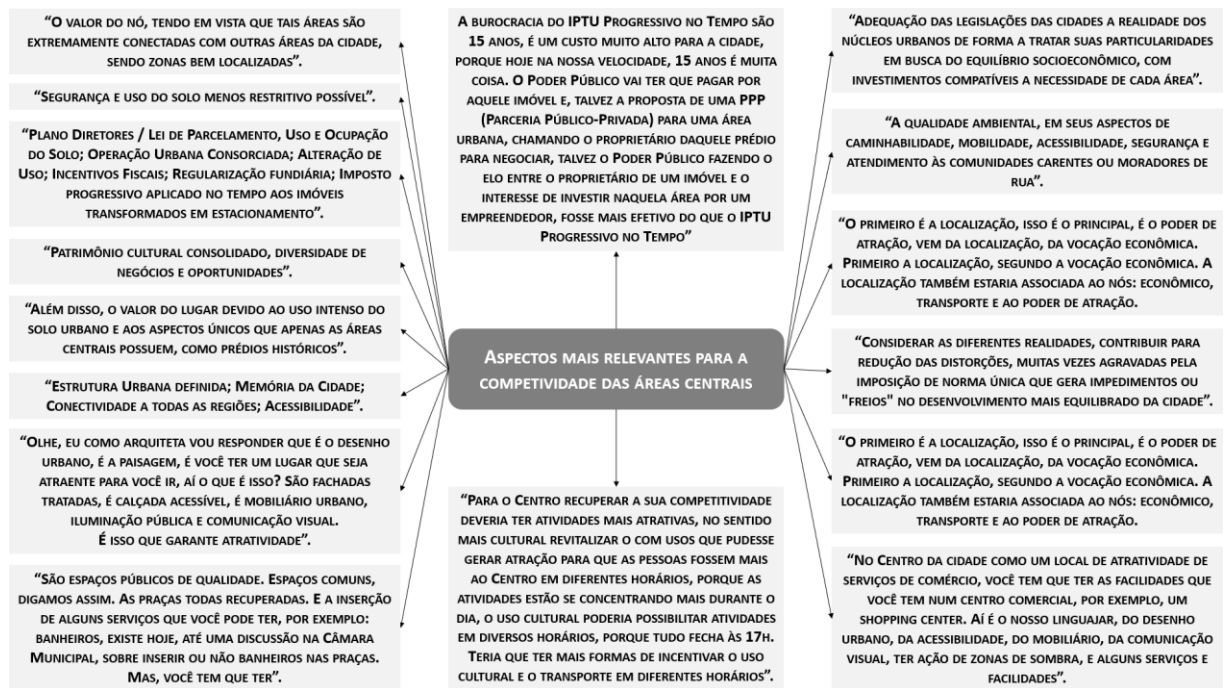 “O VALOR DO NÓ, TENDO EM VISTA QUE TAIS ÁREAS SÃO
EXTREMAMENTE CONECTADAS COM OUTRAS ÁREAS DA CIDADE,
SENDO ZONAS BEM LOCALIZADAS”.
“SEGURANÇA E USO DO SOLO MENOS RESTRITIVO POSSÍVEL”.
“PLANO DIRETORES / LEI DE PARCELAMENTO, USO E OCUPAÇÃO
DO SOLO; OPERAÇÃO URBANA CONSORCIADA; ALTERAÇÃO DE
USO; INCENTIVOS FISCAIS; REGULARIZAÇÃO FUNDIÁRIA; IMPOSTO
PROGRESSIVO APLICADO NO TEMPO AOS IMÓVEIS
TRANSFORMADOS EM ESTACIONAMENTO”.
“PATRIMÔNIO CULTURAL CONSOLIDADO, DIVERSIDADE DE
NEGÓCIOS E OPORTUNIDADES”.
“ALÉM DISSO, O VALOR DO LUGAR DEVIDO AO USO INTENSO DO
SOLO URBANO E AOS ASPECTOS ÚNICOS QUE APENAS AS ÁREAS
CENTRAIS POSSUEM, COMO PRÉDIOS HISTÓRICOS”.
“ESTRUTURA URBANA DEFINIDA; MEMÓRIA DA CIDADE;
CONECTIVIDADE A TODAS AS REGIÕES; ACESSIBILIDADE”.
“OLHE, EU COMO ARQUITETA VOU RESPONDER QUE É O DESENHO
URBANO, É A PAISAGEM, É VOCÊ TER UM LUGAR QUE SEJA
ATRAENTE PARA VOCÊ IR, AÍ O QUE É ISSO? SÃO FACHADAS
TRATADAS, É CALÇADA ACESSÍVEL, É MOBILIÁRIO URBANO,
ILUMINAÇÃO PÚBLICA E COMUNICAÇÃO VISUAL.
É ISSO QUE GARANTE ATRATIVIDADE”.
“SÃO ESPAÇOS PÚBLICOS DE QUALIDADE. ESPAÇOS COMUNS,
DIGAMOS ASSIM. AS PRAÇAS TODAS RECUPERADAS. E A INSERÇÃO
DE ALGUNS SERVIÇOS QUE VOCÊ PODE TER, POR EXEMPLO:
BANHEIROS, EXISTE HOJE, ATÉ UMA DISCUSSÃO NA CÂMARA
MUNICIPAL, SOBRE INSERIR OU NÃO BANHEIROS NAS PRAÇAS.
MAS, VOCÊ TEM QUE TER”.
A BUROCRACIA DO IPTU PROGRESSIVO NO TEMPO SÃO
15 ANOS, É UM CUSTO MUITO ALTO PARA A CIDADE,
PORQUE HOJE NA NOSSA VELOCIDADE, 15 ANOS É MUITA
COISA. O PODER PÚBLICO VAI TER QUE PAGAR POR
AQUELE IMÓVEL E, TALVEZ A PROPOSTA DE UMA PPP
(PARCERIA PÚBLICO-PRIVADA) PARA UMA ÁREA
URBANA, CHAMANDO O PROPRIETÁRIO DAQUELE PRÉDIO
PARA NEGOCIAR, TALVEZ O PODER PÚBLICO FAZENDO O
ELO ENTRE O PROPRIETÁRIO DE UM IMÓVEL E O
INTERESSE DE INVESTIR NAQUELA ÁREA POR UM
EMPREENDEDOR, FOSSE MAIS EFETIVO DO QUE O IPTU
PROGRESSIVO NO TEMPO”
ASPECTOS MAIS RELEVANTES PARA A
COMPETIVIDADE DAS ÁREAS CENTRAIS
“PARA O CENTRO RECUPERAR A SUA COMPETITIVIDADE
DEVERIA TER ATIVIDADES MAIS ATRATIVAS, NO SENTIDO
MAIS CULTURAL REVITALIZAR O COM USOS QUE PUDESSE
GERAR ATRAÇÃO PARA QUE AS PESSOAS FOSSEM MAIS
AO CENTRO EM DIFERENTES HORÁRIOS, PORQUE AS
ATIVIDADES ESTÃO SE CONCENTRANDO MAIS DURANTE O
DIA, O USO CULTURAL PODERIA POSSIBILITAR ATIVIDADES
EM DIVERSOS HORÁRIOS, PORQUE TUDO FECHA ÀS 17H.
TERIA QUE TER MAIS FORMAS DE INCENTIVAR O USO
CULTURAL E O TRANSPORTE EM DIFERENTES HORÁRIOS”.
“ADEQUAÇÃO DAS LEGISLAÇÕES DAS CIDADES A REALIDADE DOS
NÚCLEOS URBANOS DE FORMA A TRATAR SUAS PARTICULARIDADES
EM BUSCA DO EQUILÍBRIO SOCIOECONÔMICO, COM
INVESTIMENTOS COMPATÍVEIS A NECESSIDADE DE CADA ÁREA”.
“A QUALIDADE AMBIENTAL, EM SEUS ASPECTOS DE
CAMINHABILIDADE, MOBILIDADE, ACESSIBILIDADE, SEGURANÇA E
ATENDIMENTO ÀS COMUNIDADES CARENTES OU MORADORES DE
RUA”.
“O PRIMEIRO É A LOCALIZAÇÃO, ISSO É O PRINCIPAL, É O PODER DE
ATRAÇÃO, VEM DA LOCALIZAÇÃO, DA VOCAÇÃO ECONÔMICA.
PRIMEIRO A LOCALIZAÇÃO, SEGUNDO A VOCAÇÃO ECONÔMICA. A
LOCALIZAÇÃO TAMBÉM ESTARIA ASSOCIADA AO NÓS: ECONÔMICO,
TRANSPORTE E AO PODER DE ATRAÇÃO.
“CONSIDERAR AS DIFERENTES REALIDADES, CONTRIBUIR PARA
REDUÇÃO DAS DISTORÇÕES, MUITAS VEZES AGRAVADAS PELA
IMPOSIÇÃO DE NORMA ÚNICA QUE GERA IMPEDIMENTOS OU
"FREIOS" NO DESENVOLVIMENTO MAIS EQUILIBRADO DA CIDADE”.
“O PRIMEIRO É A LOCALIZAÇÃO, ISSO É O PRINCIPAL, É O PODER DE
ATRAÇÃO, VEM DA LOCALIZAÇÃO, DA VOCAÇÃO ECONÔMICA.
PRIMEIRO A LOCALIZAÇÃO, SEGUNDO A VOCAÇÃO ECONÔMICA. A
LOCALIZAÇÃO TAMBÉM ESTARIA ASSOCIADA AO NÓS: ECONÔMICO,
TRANSPORTE E AO PODER DE ATRAÇÃO.
“NO CENTRO DA CIDADE COMO UM LOCAL DE ATRATIVIDADE DE
SERVIÇOS DE COMÉRCIO, VOCÊ TEM QUE TER AS FACILIDADES QUE
VOCÊ TEM NUM CENTRO COMERCIAL, POR EXEMPLO, UM
SHOPPING CENTER. AÍ É O NOSSO LINGUAJAR, DO DESENHO
URBANO, DA ACESSIBILIDADE, DO MOBILIÁRIO, DA COMUNICAÇÃO
VISUAL, TER AÇÃO DE ZONAS DE SOMBRA, E ALGUNS SERVIÇOS E
FACILIDADES”.